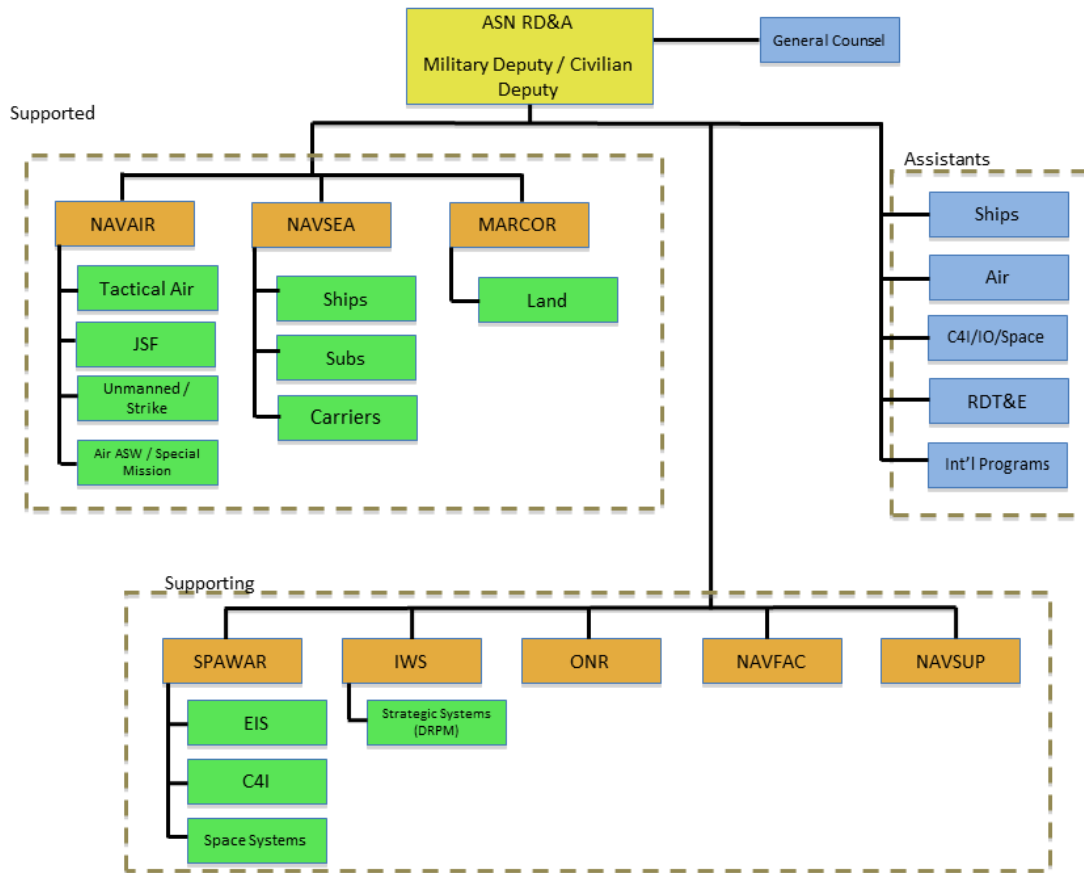 ASN RD&A
Military Deputy / Civilian
Deputy
General Counsel
Supported
NAVAIR
Tactical Air
JSF
Unmanned /
Strike
Air ASW / Special
Mission
NAVSEA
Ships
Subs
Carriers
MARCOR
Land
Assistants
Ships
Air
C4I/IO/Space
RDT&E
Int’l Programs
Supporting
SPAWAR
EIS
C4I
Space Systems
IWS
Strategic Systems
(DRPM)
ONR
NAVFAC
NAVSUP